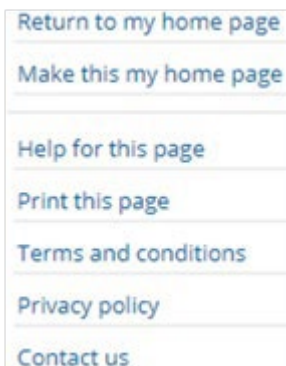 Return to my home page
Make this my home page
Help for this page
Print this page
Terms and conditions
Privacy policy
Contact us